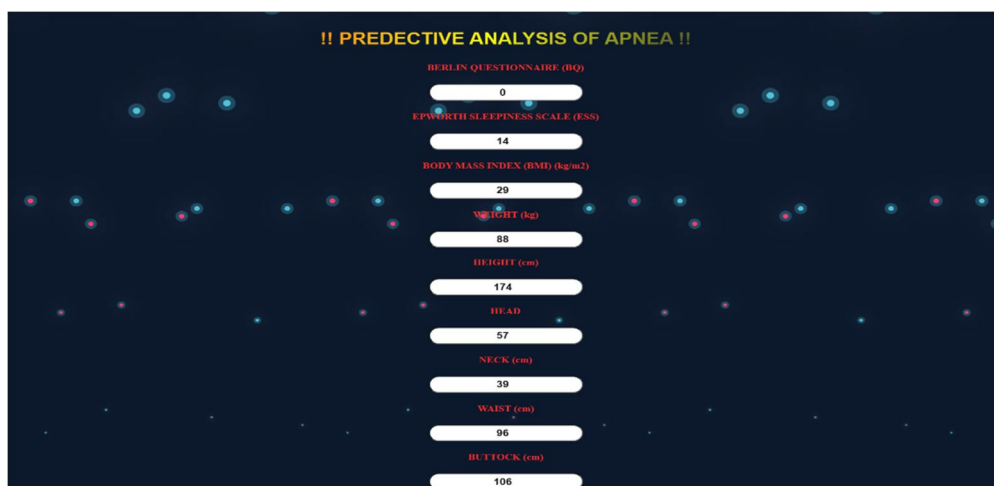 !! PREDECTIVE ANALYSIS OF APNEA !!
BERLIN QUESTIONNAIRE (BQ)
0
EPWORTH SLEEPINESS SCALE (ESS)
14
BODY MASS INDEX (BMI) (kg/m2)
29
WEIGHT (kg)
88
HEIGHT (cm)
174
HEAD
57
NECK (cm)
39
WAIST (cm)
96
BUTTOCK (cm)
106